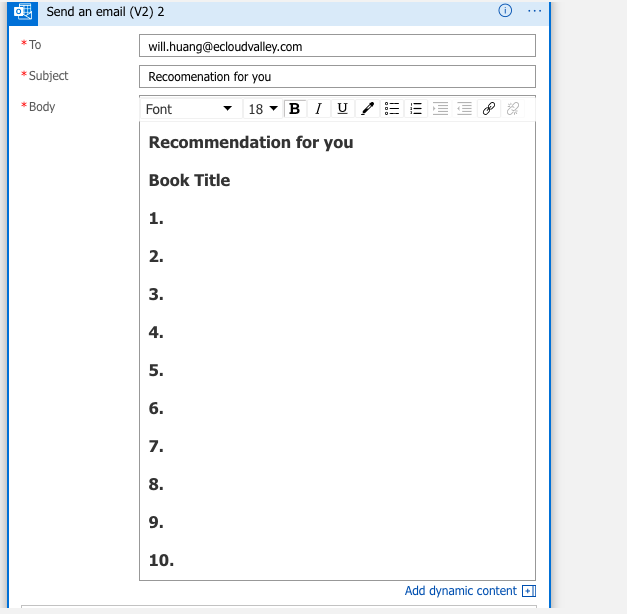 Send an email (V2) 2
* To
will.huang@ecloudvalley.com
* Subject
Recoomenation for you
* Body
Font 18 B I U
Recommendation for you
Book Title
1.
2.
3.
4.
5.
6.
7.
8.
9.
10.
Add dynamic content